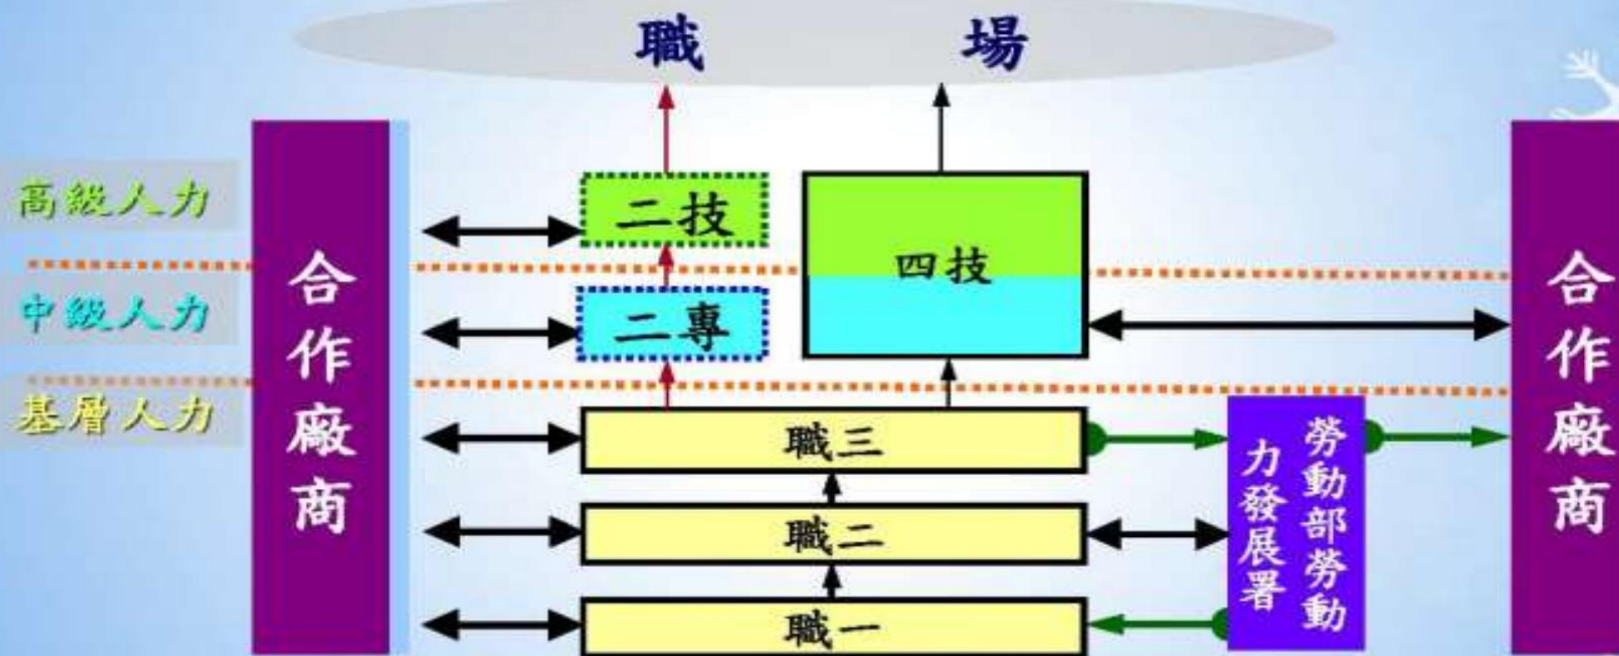 職 場
高級人力
中級人力
基層人力
合作廠商
二技
二專
四技
職三
職二
職一
勞動部勞動
力發展署
合作廠商